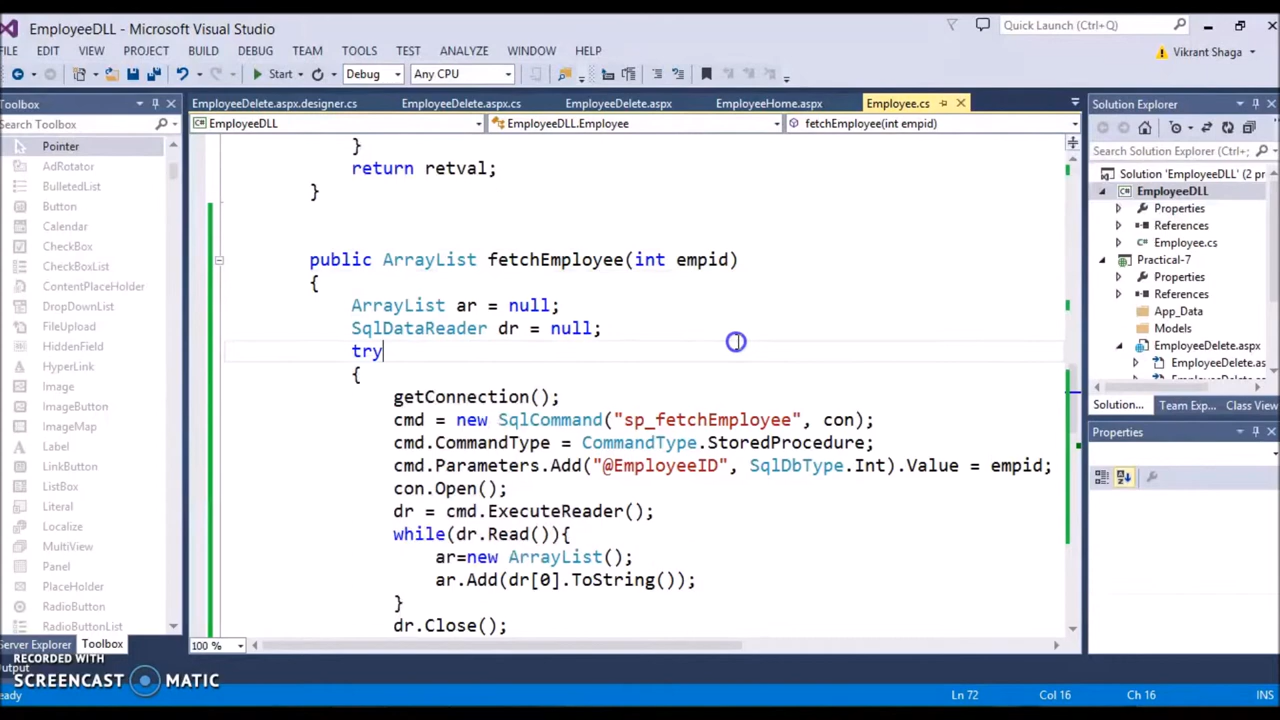 EmployeeDLL - Microsoft Visual Studio
Quick Launch (Ctrl+Q)
FILE EDIT VIEW PROJECT BUILD DEBUG TEAM TOOLS TEST ANALYZE WINDOW HELP
Vikrant Shaga
Start Debug Any CPU
Toolbox
Search Toolbox
Pointer
AdRotator
BulletedList
Button
Calendar
CheckBox
CheckBoxList
ContentPlaceHolder
DropDownList
FileUpload
HiddenField
HyperLink
Image
ImageButton
ImageMap
Label
LinkButton
ListBox
Literal
Localize
MultiView
Panel
PlaceHolder
RadioButton
RadioButtonList
Server Explorer Toolbox
EmployeeDelete.aspx.designer.cs EmployeeDelete.aspx.cs EmployeeDelete.aspx EmployeeHome.aspx Employee.cs
EmployeeDLL EmployeeDLL.Employee fetchEmployee(int empid)
}
return retval;
}
public ArrayList fetchEmployee(int empid)
{
ArrayList ar = null;
SqlDataReader dr = null;
try
{
getConnection();
cmd = new SqlCommand("sp_fetchEmployee", con);
cmd.CommandType = CommandType.StoredProcedure;
cmd.Parameters.Add("@EmployeeID", SqlDbType.Int).Value = empid;
con.Open();
dr = cmd.ExecuteReader();
while(dr.Read()){
ar=new ArrayList();
ar.Add(dr[0].ToString());
}
dr.Close();
100 %
Solution Explorer
Search Solution Explorer
Solution 'EmployeeDLL' (2 pr
EmployeeDLL
Properties
References
Employee.cs
Practical-7
Properties
References
App_Data
Models
EmployeeDelete.aspx
EmployeeDelete.as
Solution... Team Exp... Class View
Properties
Output
RECORDED WITH
SCREENCAST MATIC
eady Ln 72 Col 16 Ch 16 INS